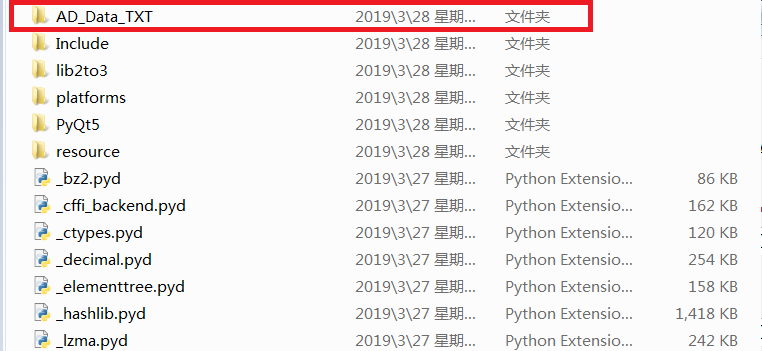 AD_Data_TXT 2019\3\28 星期... 文件夹
Include 2019\3\28 星期... 文件夹
lib2to3 2019\3\28 星期... 文件夹
platforms 2019\3\28 星期... 文件夹
PyQt5 2019\3\28 星期... 文件夹
resource 2019\3\28 星期... 文件夹
_bz2.pyd 2019\3\27 星期... Python Extensio... 86 KB
_cffi_backend.pyd 2019\3\27 星期... Python Extensio... 162 KB
_ctypes.pyd 2019\3\27 星期... Python Extensio... 120 KB
_decimal.pyd 2019\3\27 星期... Python Extensio... 254 KB
_elementtree.pyd 2019\3\27 星期... Python Extensio... 158 KB
_hashlib.pyd 2019\3\27 星期... Python Extensio... 1,418 KB
_lzma.pyd 2019\3\27 星期... Python Extensio... 242 KB